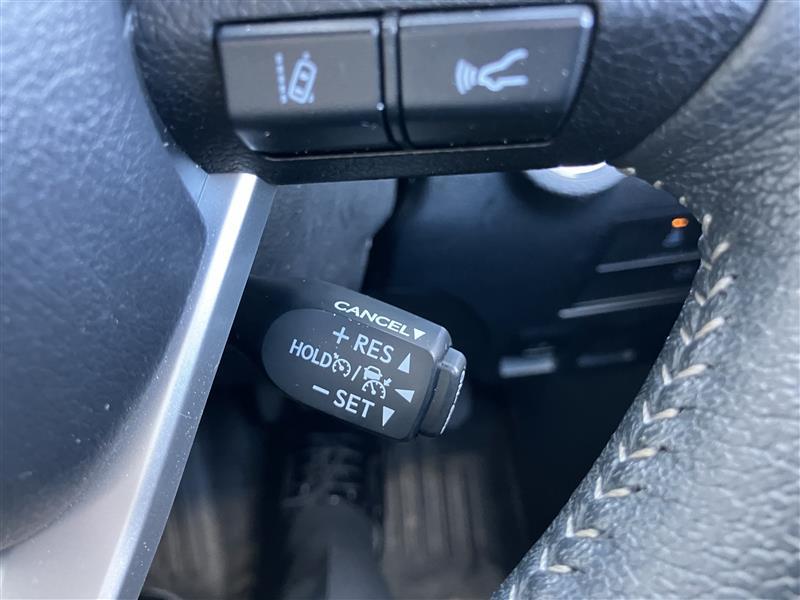 CANCEL▼
+ RES ▲
HOLD /
− SET ▼